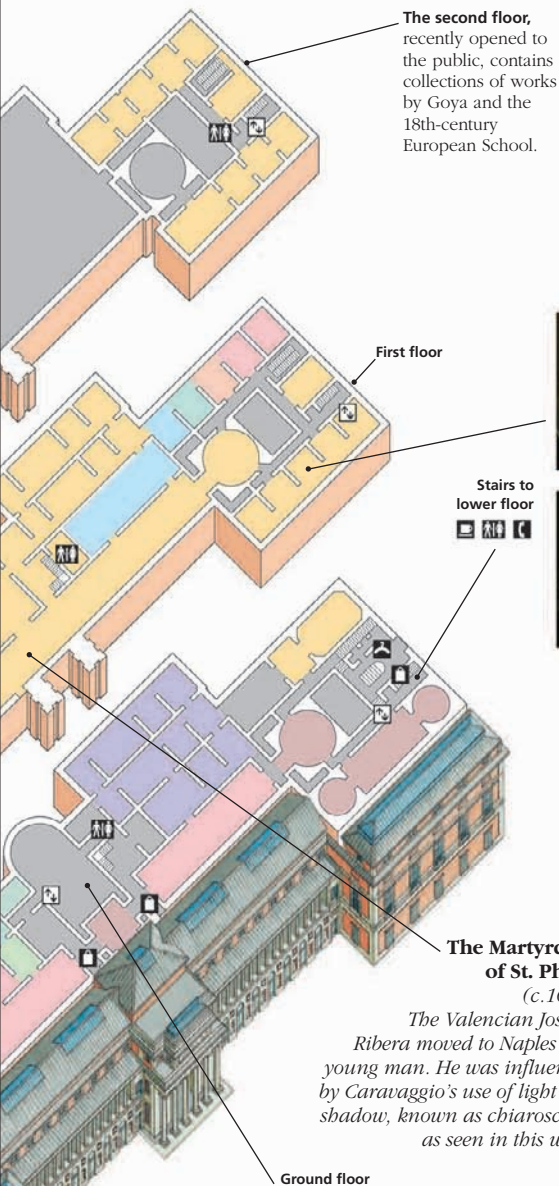 The second floor,
recently opened to
the public, contains
collections of works
by Goya and the
18th-century
European School.
First floor
Stairs to
lower floor
The Martyrd
of St. Ph
(c.16
The Valencian Jos
Ribera moved to Naples
young man. He was influen
by Caravaggio's use of light
shadow, known as chiarosc
as seen in this w
Ground floor